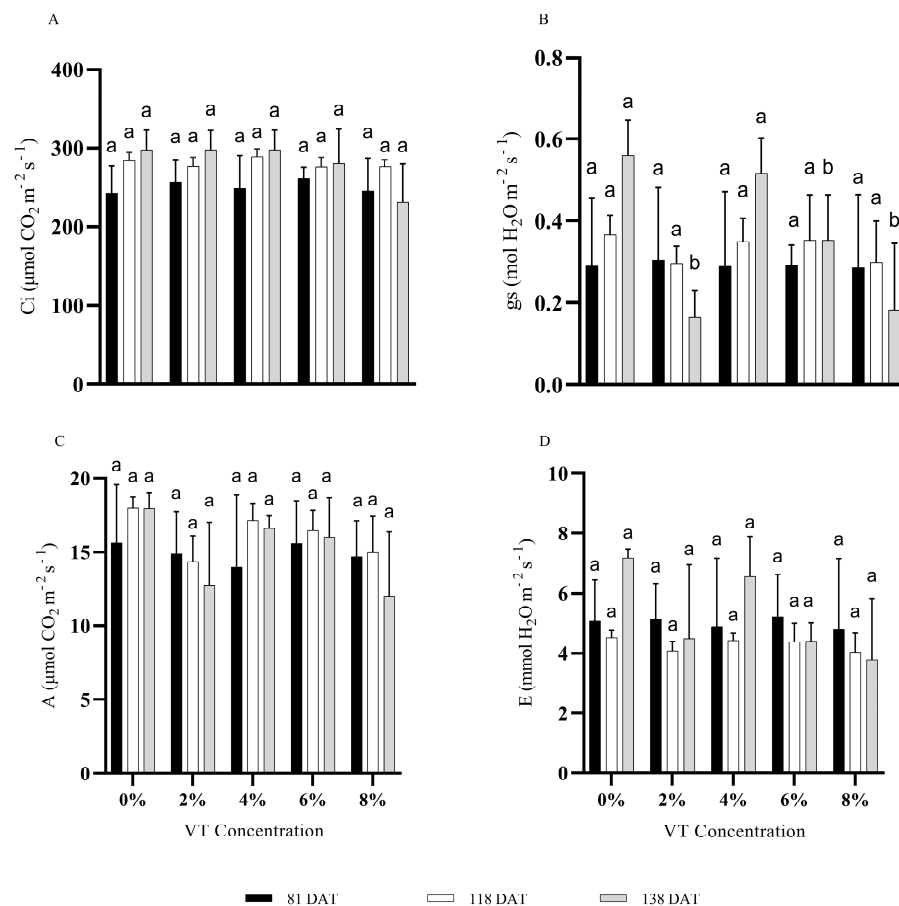 A
Ci (µmol CO₂ m⁻² s⁻¹)
400
300
200
100
0
a a a a a a a a a a a a a a a
B
gs (mol H₂O m⁻² s⁻¹)
0.8
0.6
0.4
0.2
0.0
a a a a a b a a a a a b a a b
C
A (µmol CO₂ m⁻² s⁻¹)
20
15
10
5
0
a a a a a a a a a a a a a a a
0% 2% 4% 6% 8%
VT Concentration
D
E (mmol H₂O m⁻² s⁻¹)
10
8
6
4
2
0
a a a a a a a a a a a a a a a
0% 2% 4% 6% 8%
VT Concentration
81 DAT 118 DAT 138 DAT